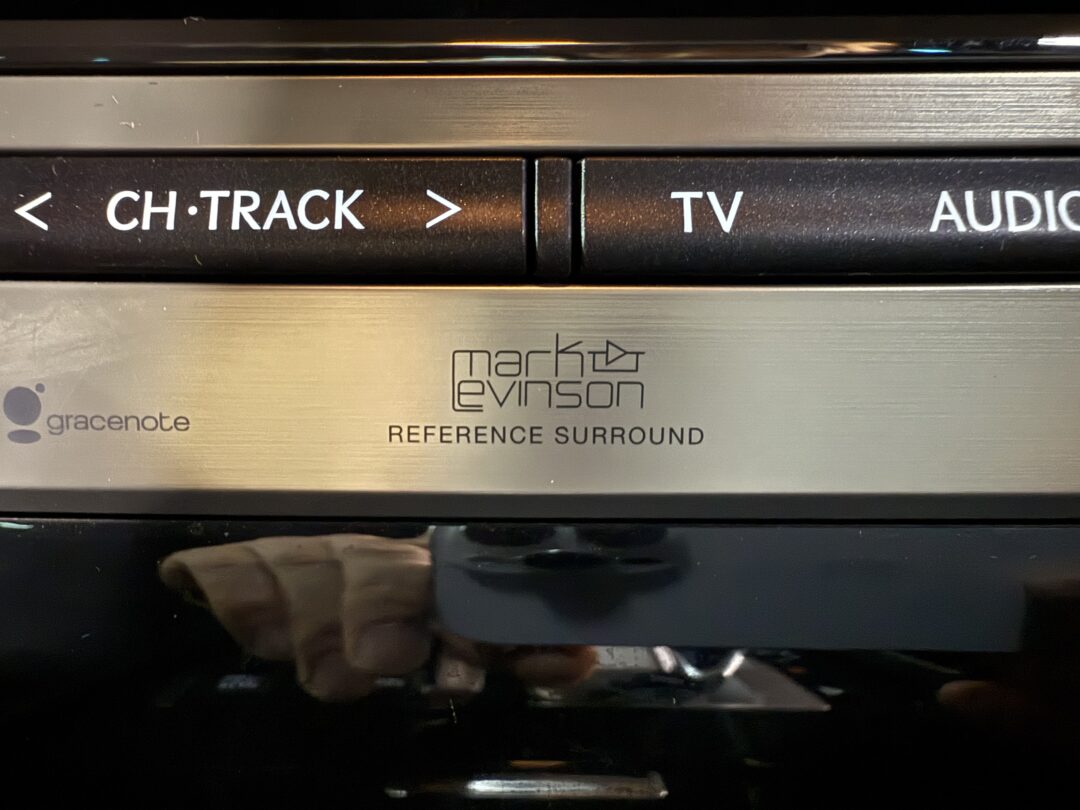 < CH·TRACK >
TV
AUDIO
mark
Levinson
REFERENCE SURROUND
gracenote